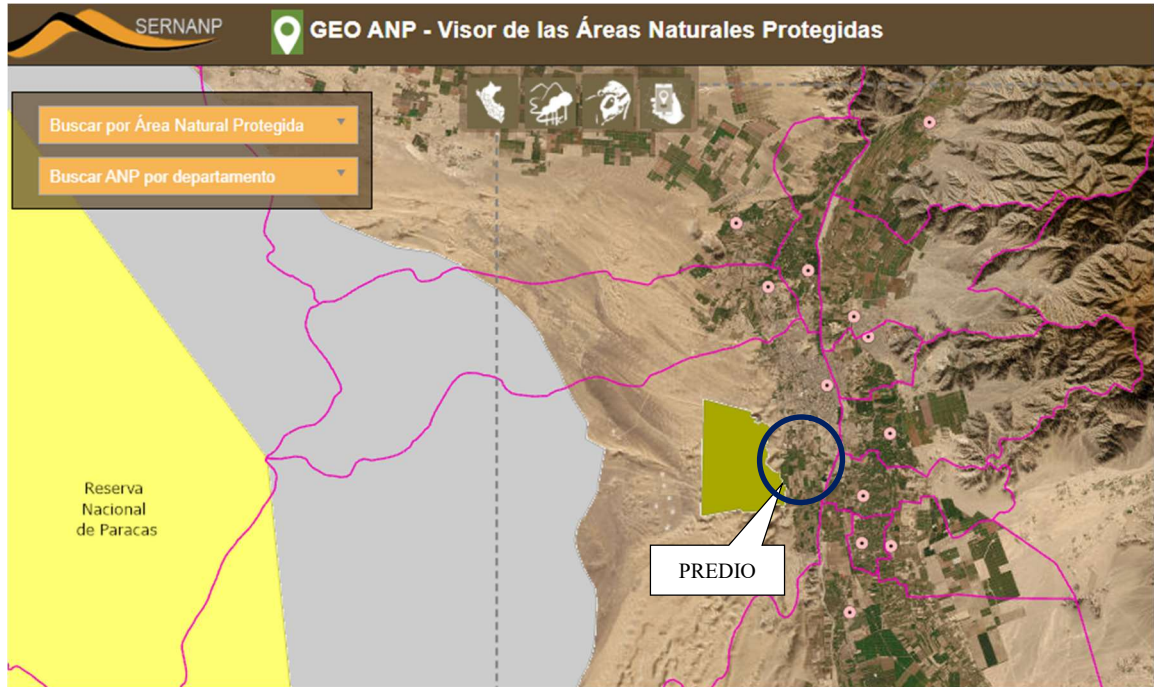 SERNANP
GEO ANP - Visor de las Áreas Naturales Protegidas
Buscar por Área Natural Protegida
Buscar ANP por departamento
Reserva
Nacional
de Paracas
PREDIO